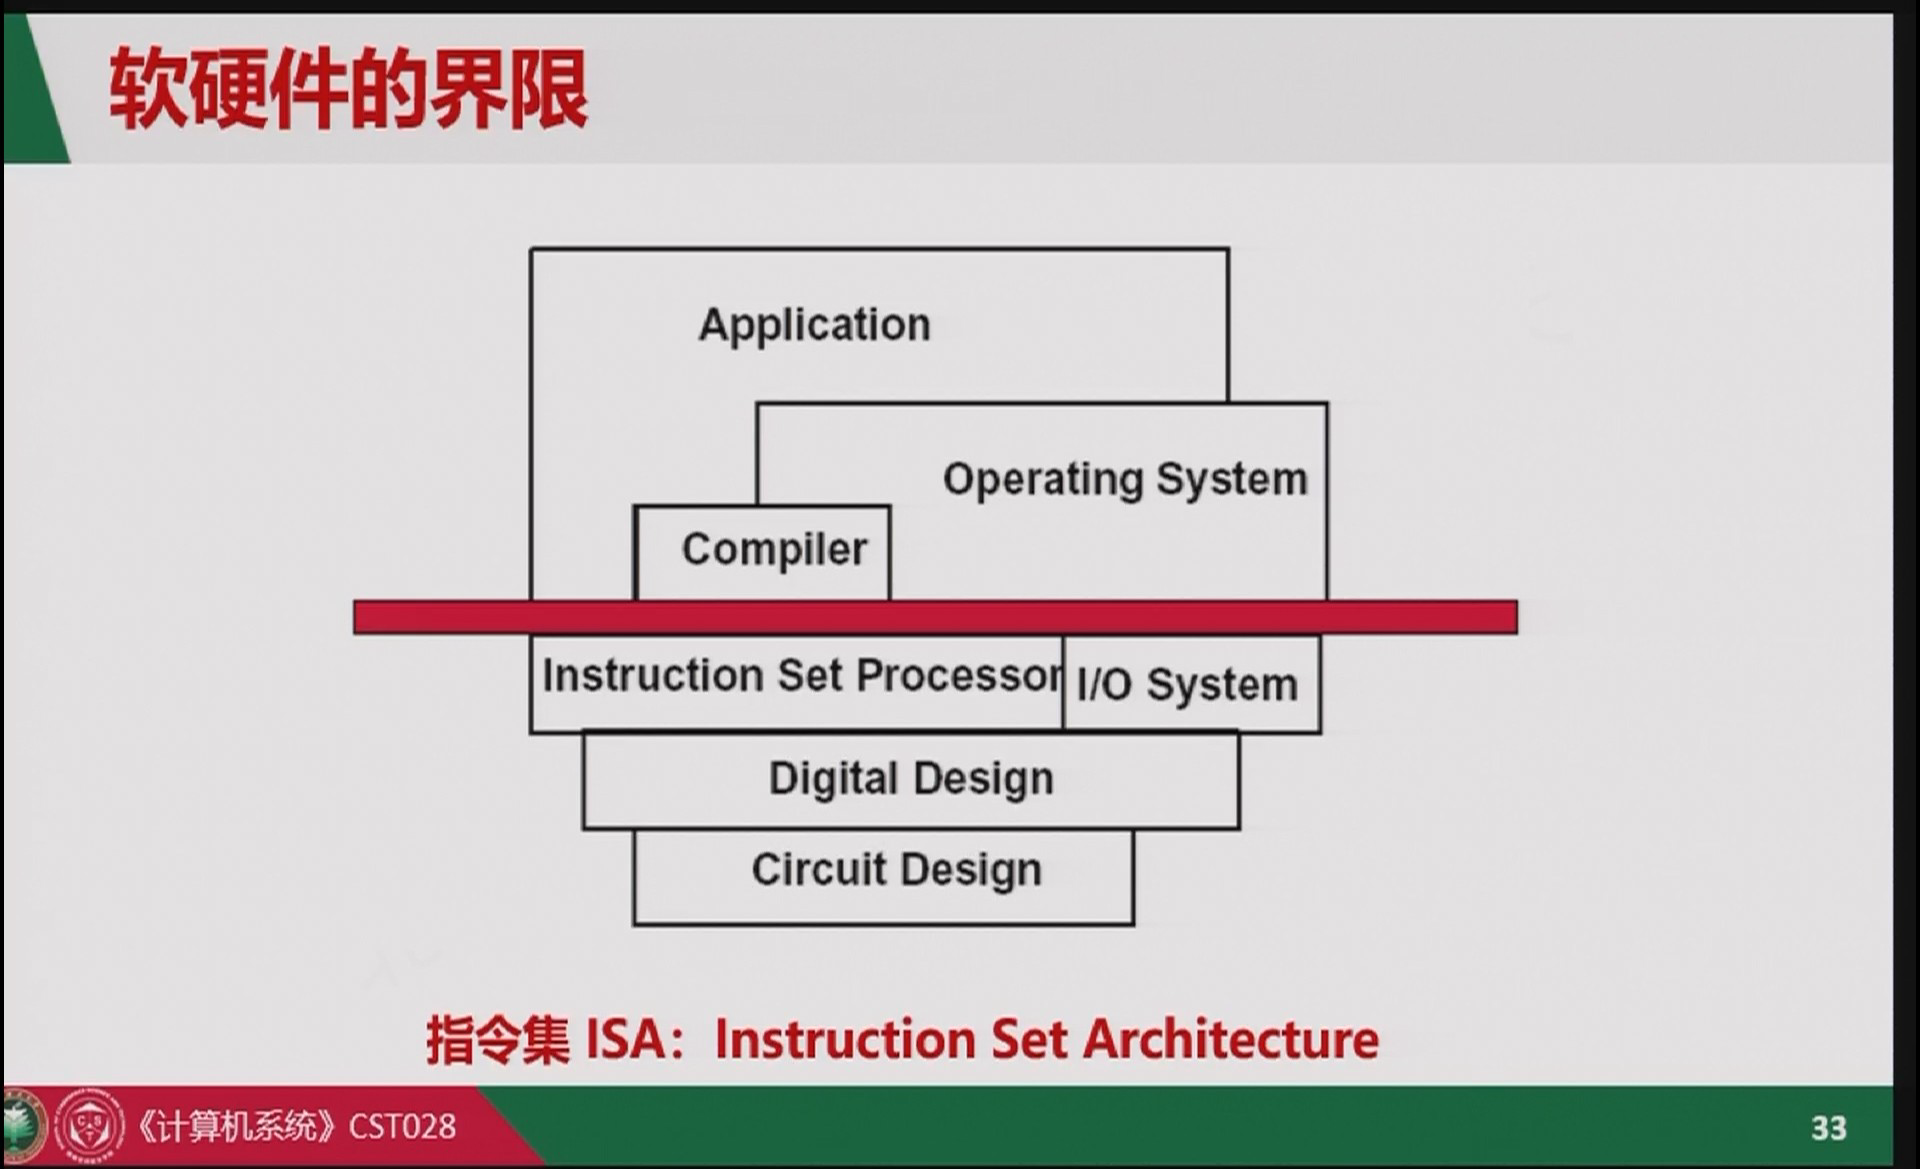 软硬件的界限
Application
Operating System
Compiler
Instruction Set Processor
I/O System
Digital Design
Circuit Design
指令集 ISA：Instruction Set Architecture
《计算机系统》CST028
33